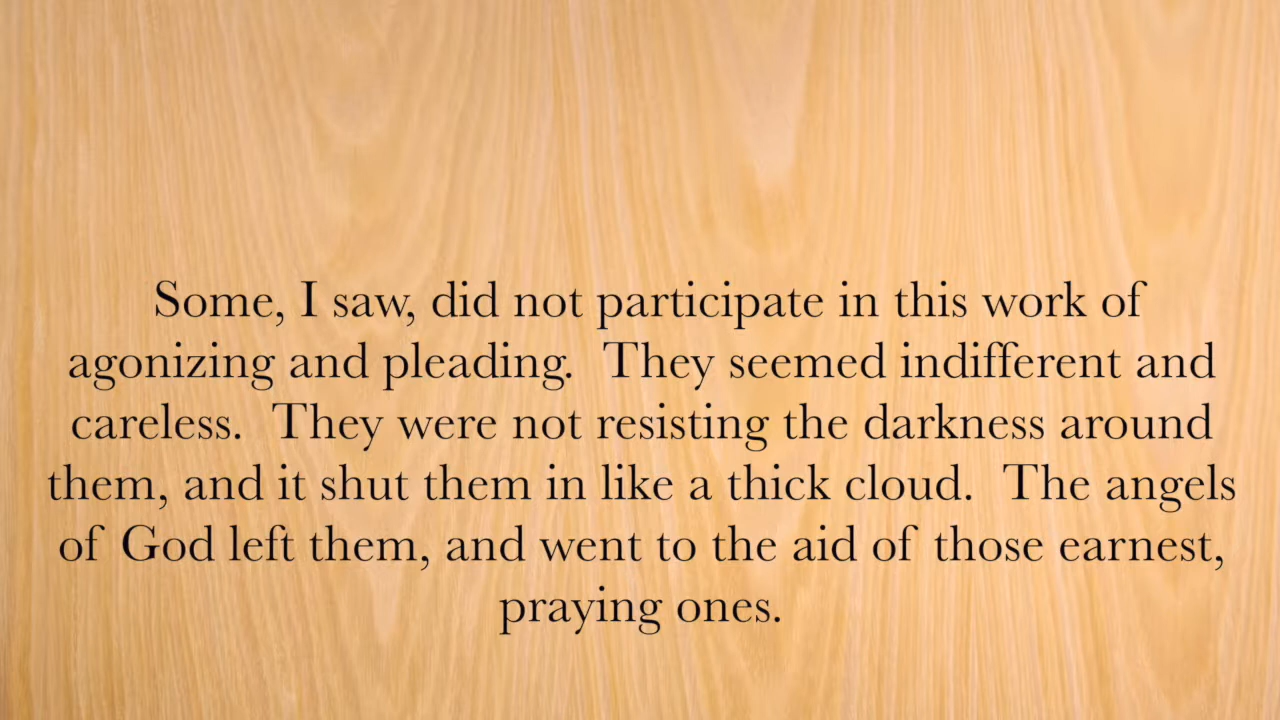 Some, I saw, did not participate in this work of
agonizing and pleading.  They seemed indifferent and
careless.  They were not resisting the darkness around
them, and it shut them in like a thick cloud.  The angels
of God left them, and went to the aid of those earnest,
praying ones.